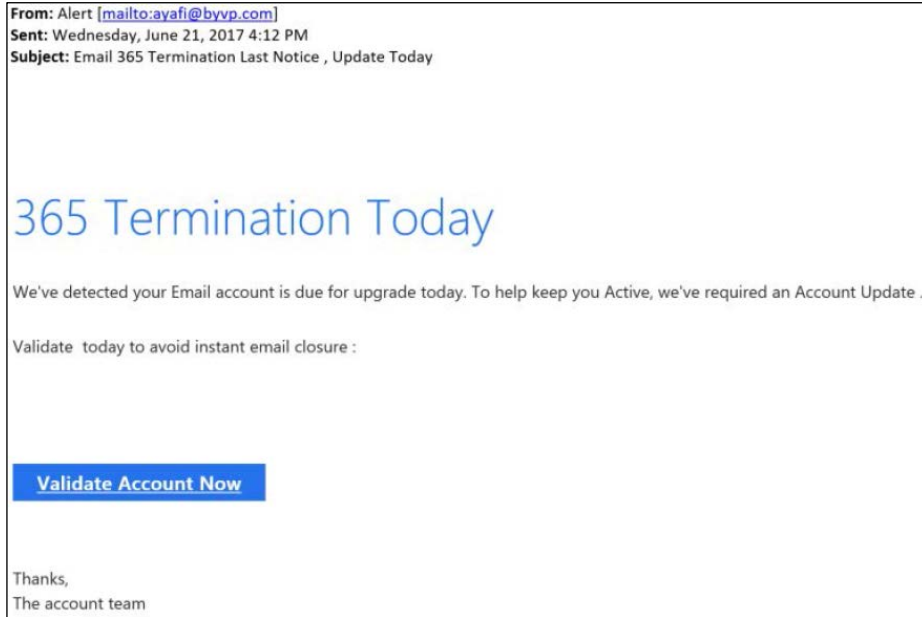 From: Alert [mailto:ayafi@byvp.com]
Sent: Wednesday, June 21, 2017 4:12 PM
Subject: Email 365 Termination Last Notice , Update Today
365 Termination Today
We've detected your Email account is due for upgrade today. To help keep you Active, we've required an Account Update .
Validate  today to avoid instant email closure :
Validate Account Now
Thanks,
The account team